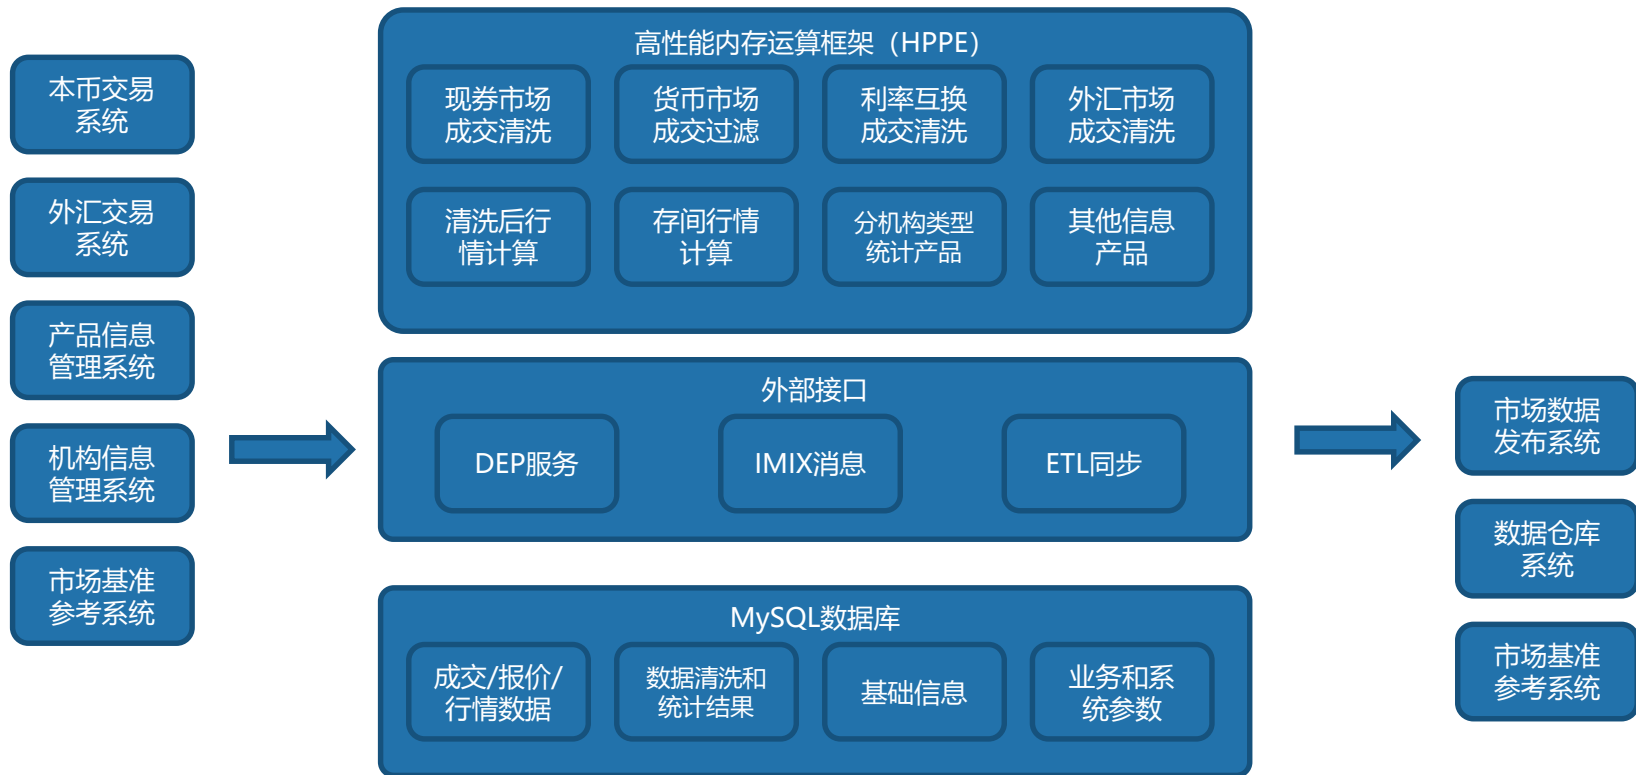 本币交易
系统
外汇交易
系统
产品信息
管理系统
机构信息
管理系统
市场基准
参考系统
高性能内存运算框架（HPPE）
现券市场
成交清洗
货币市场
成交过滤
利率互换
成交清洗
外汇市场
成交清洗
清洗后行
情计算
存间行情
计算
分机构类型
统计产品
其他信息
产品
外部接口
DEP服务
IMIX消息
ETL同步
MySQL数据库
成交/报价/
行情数据
数据清洗和
统计结果
基础信息
业务和系
统参数
市场数据
发布系统
数据仓库
系统
市场基准
参考系统